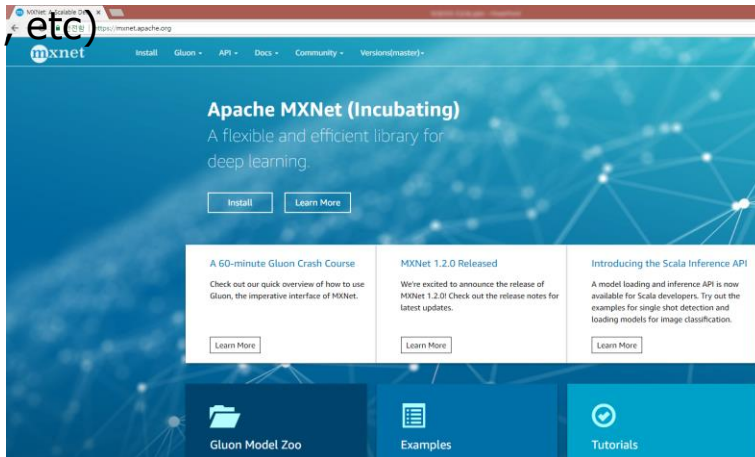 MXNet: A Scalable De
, etc)
https://mxnet.apache.org
mxnet
Install Gluon API Docs Community Versions(master)
Apache MXNet (Incubating)
A flexible and efficient library for
deep learning.
Install Learn More
A 60-minute Gluon Crash Course
Check out our quick overview of how to use
Gluon, the imperative interface of MXNet.
Learn More
MXNet 1.2.0 Released
We're excited to announce the release of
MXNet 1.2.0! Check out the release notes for
latest updates.
Learn More
Introducing the Scala Inference API
A model loading and inference API is now
available for Scala developers. Try out the
examples for single shot detection and
loading models for image classification.
Learn More
Gluon Model Zoo
Examples
Tutorials